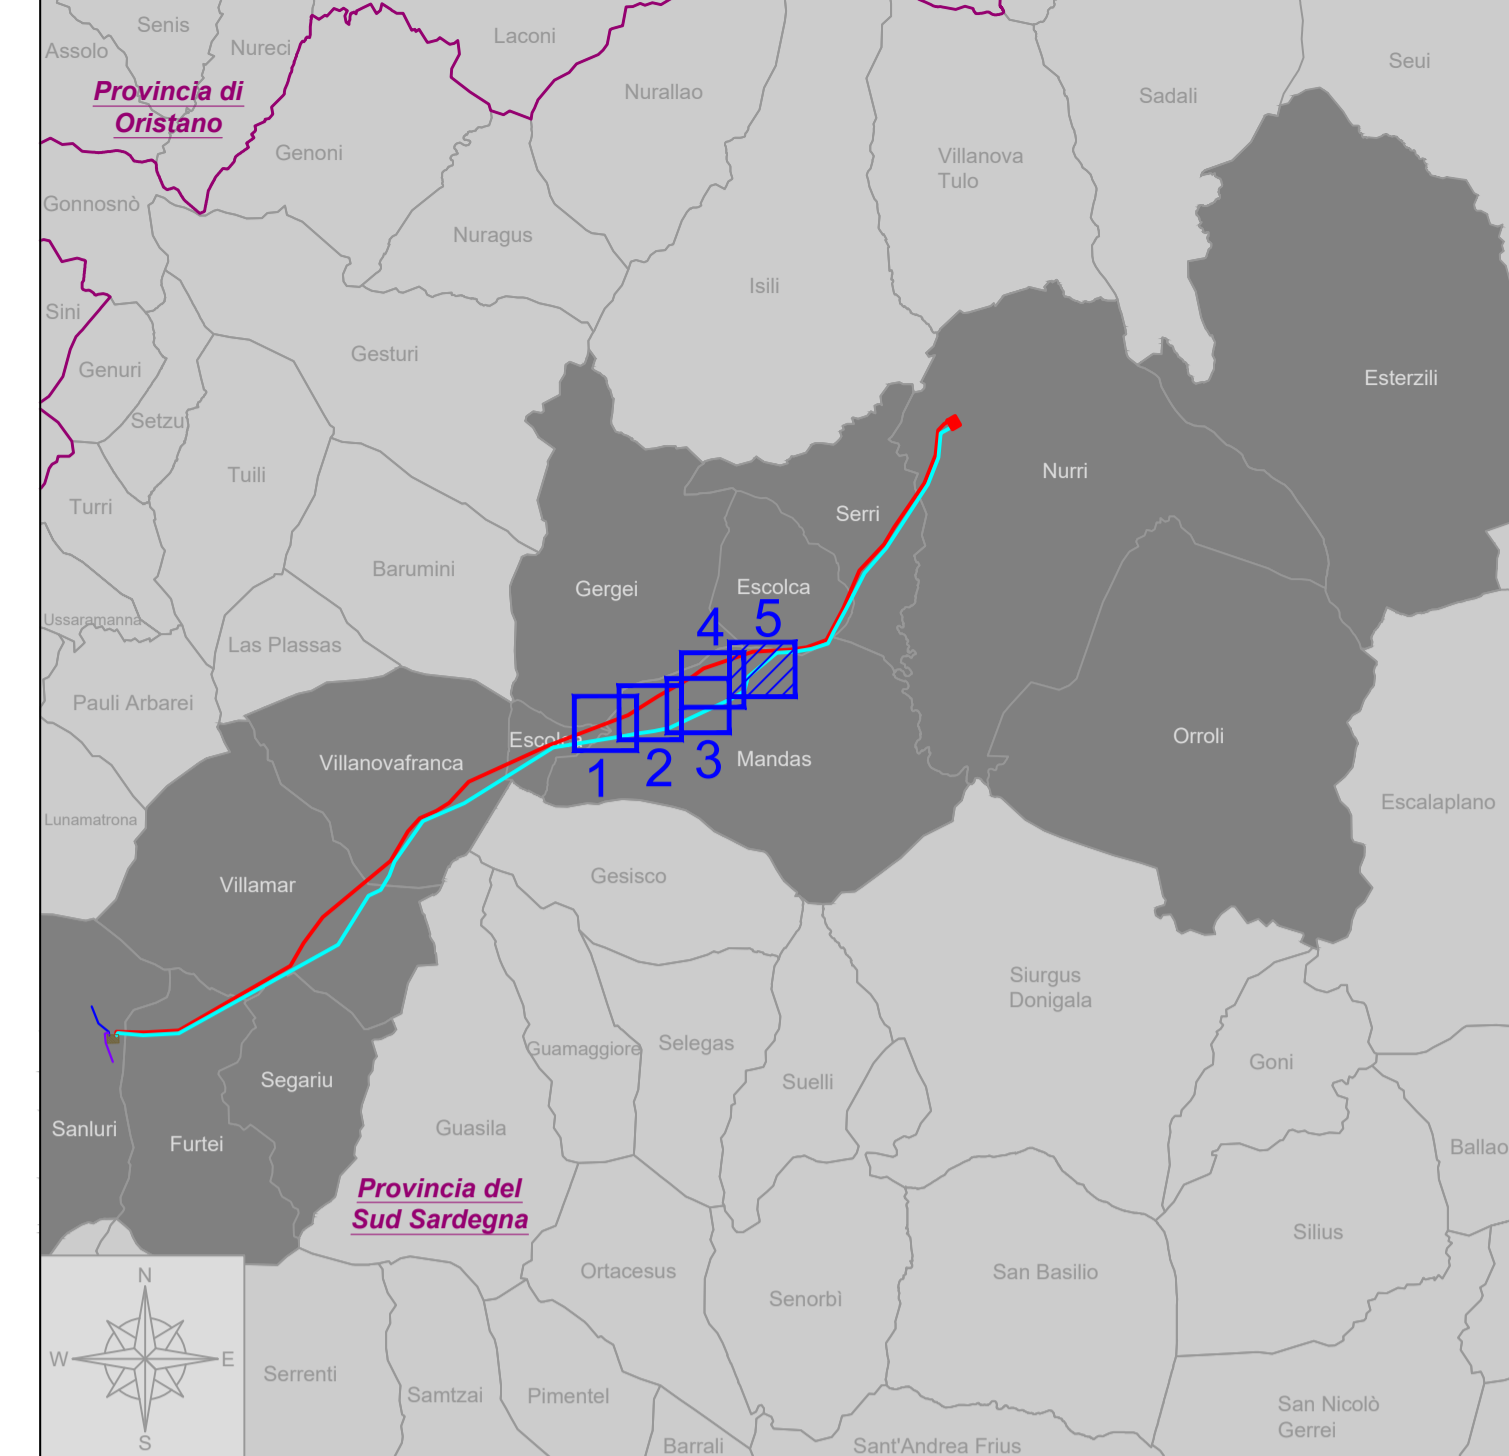 Senis
Assolo
Nureci
Laconi
Seui
Provincia di
Oristano
Nurallao
Sadali
Genoni
Villanova
Tulo
Gonnosnò
Nuragus
Isili
Sini
Genuri
Gesturi
Esterzili
Setzu
Tuili
Nurri
Turri
Serri
Barumini
Gergei
Escolca
Ussaramanna
4
5
Las Plassas
Pauli Arbarei
Escolca
Orroli
Villanovafranca
1
2
3
Mandas
Escalaplano
Lunamatrona
Gesisco
Villamar
Siurgus
Donigala
Guamaggiore
Selegas
Goni
Segariu
Suelli
Sanluri
Furtei
Guasila
Ballao
Provincia del
Sud Sardegna
Silius
Ortacesus
San Basilio
Senorbì
N
W
E
S
Serrenti
Samtzai
Pimentel
San Nicolò
Gerrei
Barrali
Sant'Andrea Frius